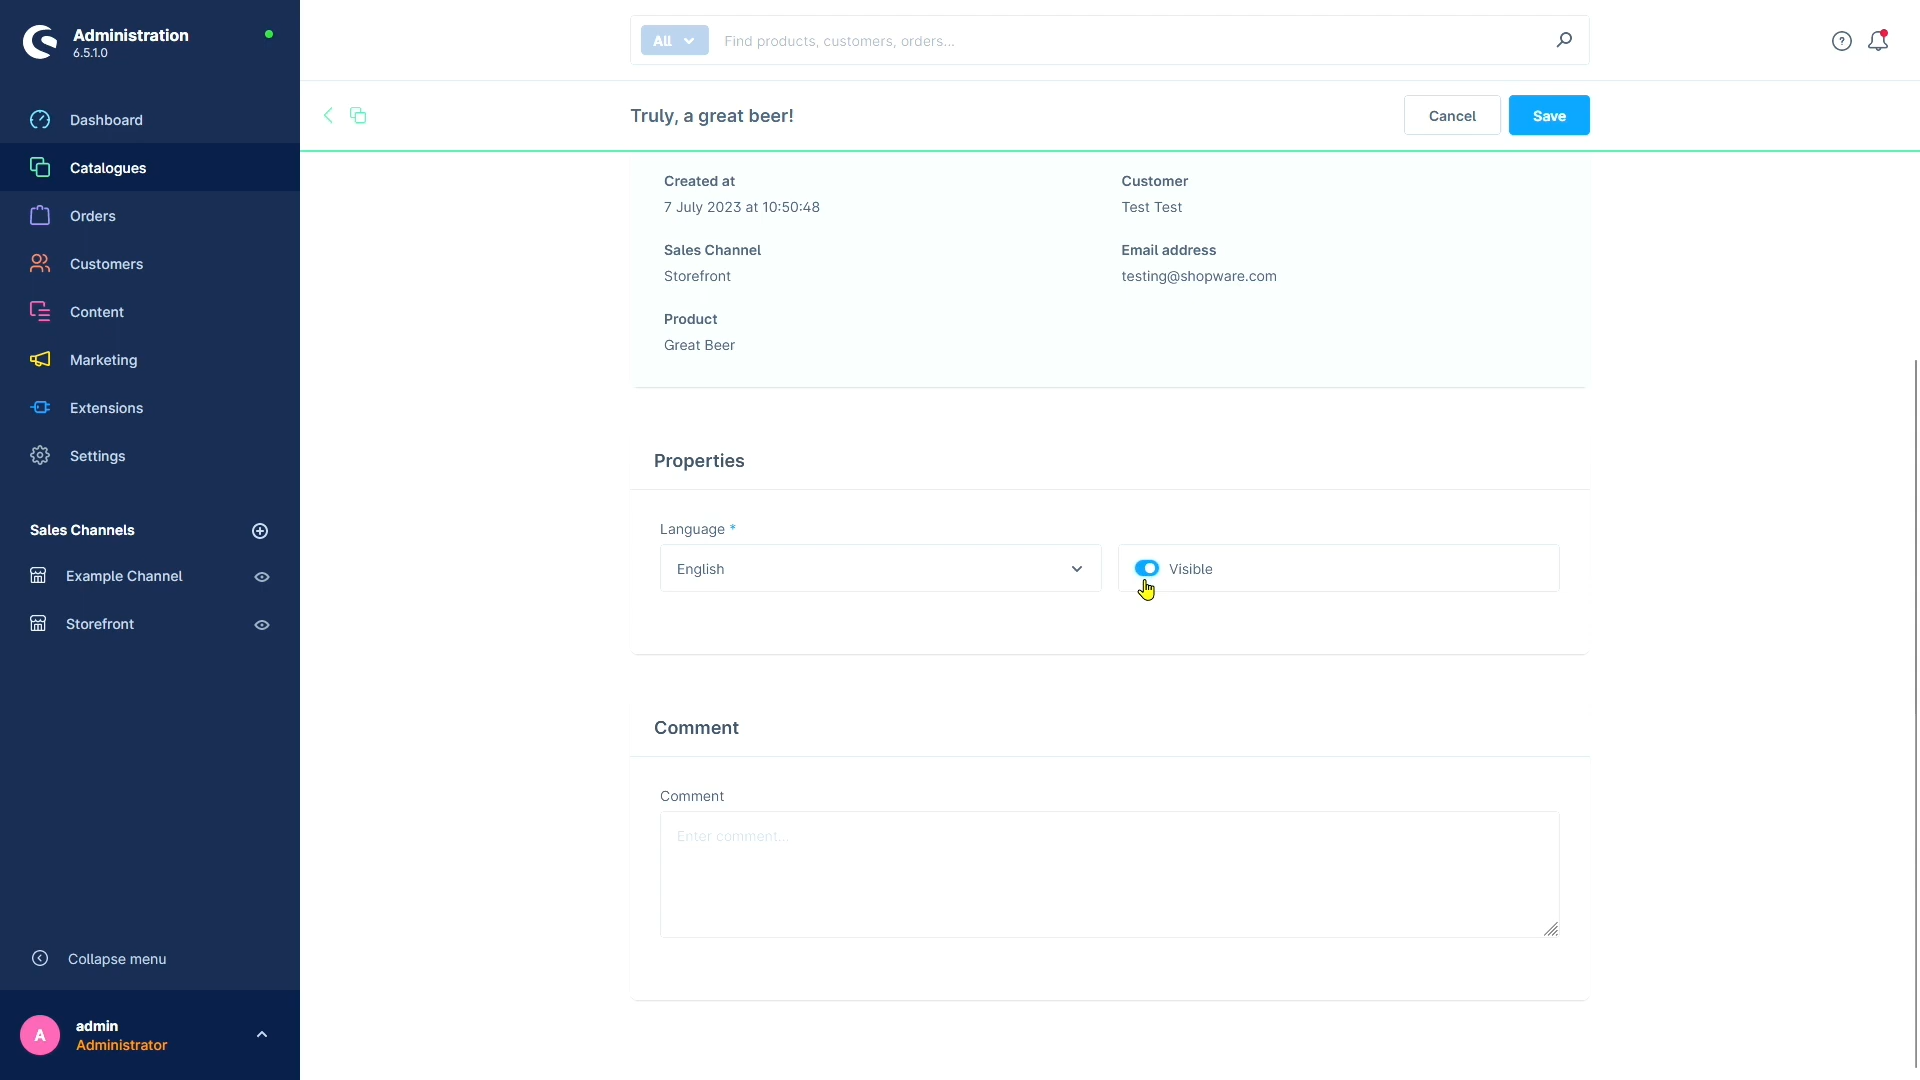 Administration
6.5.1.0
All
Find products, customers, orders...
Truly, a great beer!
Cancel
Save
Dashboard
Catalogues
Orders
Customers
Content
Marketing
Extensions
Settings
Sales Channels
Example Channel
Storefront
Collapse menu
A
admin
Administrator
Created at
7 July 2023 at 10:50:48
Customer
Test Test
Sales Channel
Storefront
Email address
testing@shopware.com
Product
Great Beer
Properties
Language *
English
Visible
Comment
Comment
Enter comment...